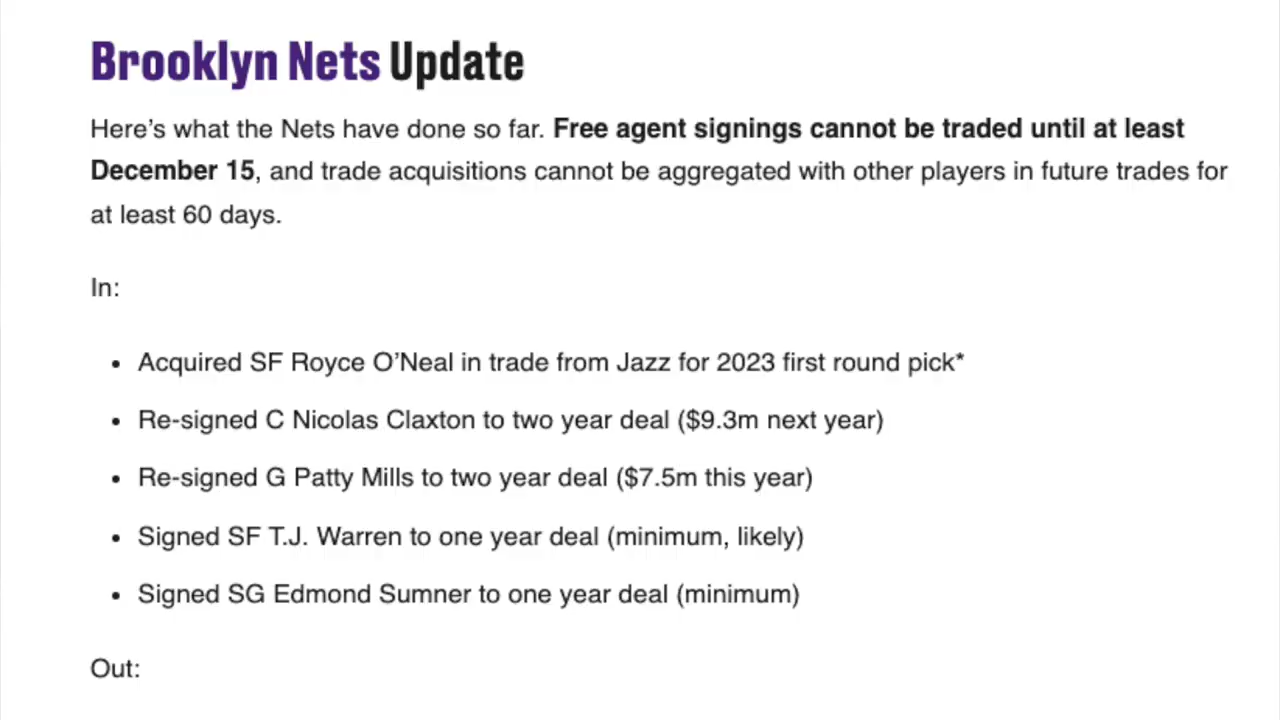 Brooklyn Nets Update
Here’s what the Nets have done so far. Free agent signings cannot be traded until at least
December 15, and trade acquisitions cannot be aggregated with other players in future trades for
at least 60 days.
In:
• Acquired SF Royce O’Neal in trade from Jazz for 2023 first round pick*
• Re-signed C Nicolas Claxton to two year deal ($9.3m next year)
• Re-signed G Patty Mills to two year deal ($7.5m this year)
• Signed SF T.J. Warren to one year deal (minimum, likely)
• Signed SG Edmond Sumner to one year deal (minimum)
Out: